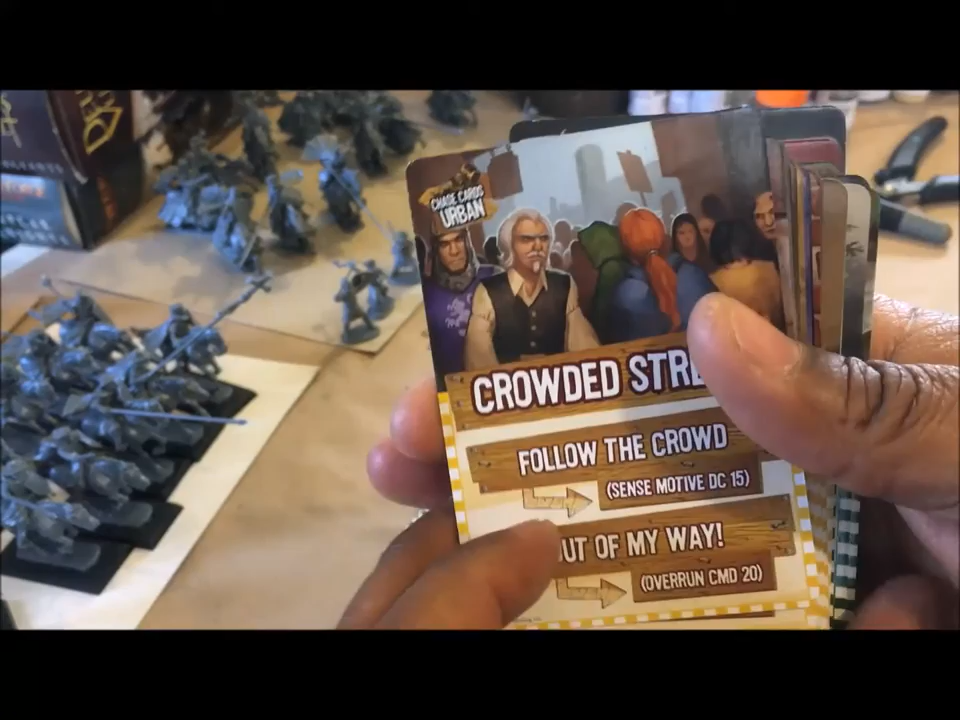 CHASE CARDS
URBAN
CROWDED
FOLLOW THE CROWD
(SENSE MOTIVE DC 15)
OF MY WAY!
(OVERRUN CMD 20)